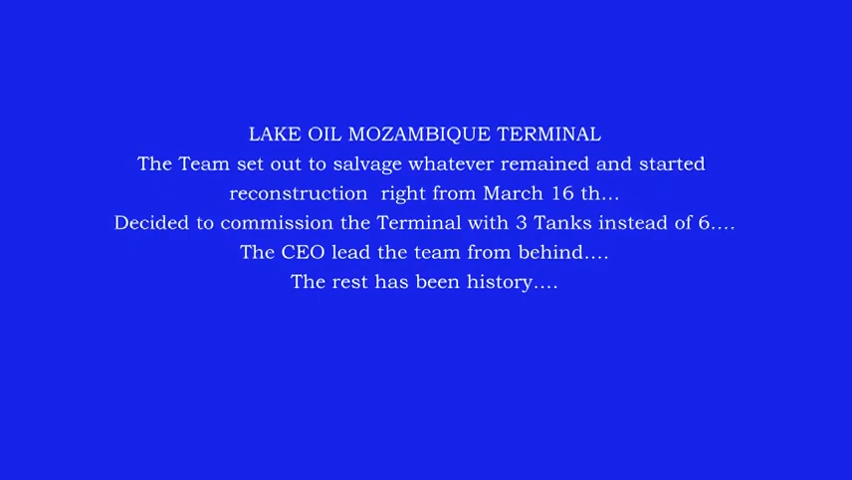 LAKE OIL MOZAMBIQUE TERMINAL
The Team set out to salvage whatever remained and started
reconstruction  right from March 16 th...
Decided to commission the Terminal with 3 Tanks instead of 6....
The CEO lead the team from behind....
The rest has been history....